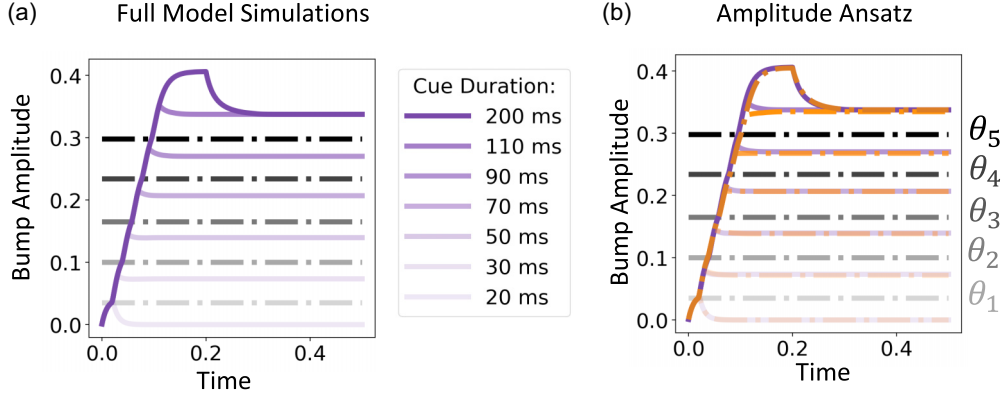 (a) Full Model Simulations
Bump Amplitude
0.4
0.3
0.2
0.1
0.0
0.0 0.2 0.4
Time
Cue Duration:
200 ms
110 ms
90 ms
70 ms
50 ms
30 ms
20 ms
(b) Amplitude Ansatz
Bump Amplitude
0.4
0.3
0.2
0.1
0.0
0.0 0.2 0.4
Time
θ5
θ4
θ3
θ2
θ1